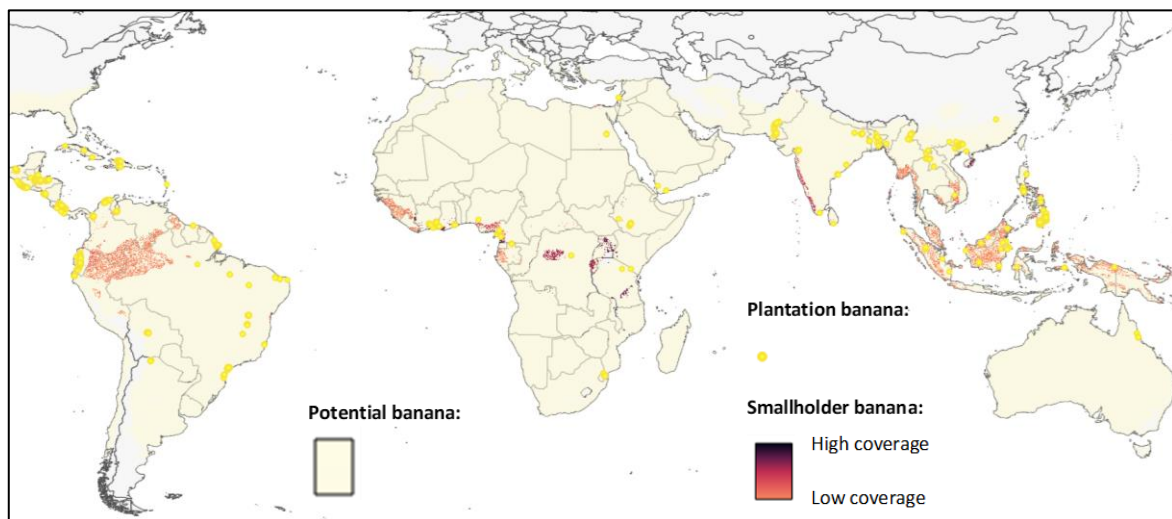 Plantation banana:
Potential banana:
Smallholder banana:
High coverage
Low coverage